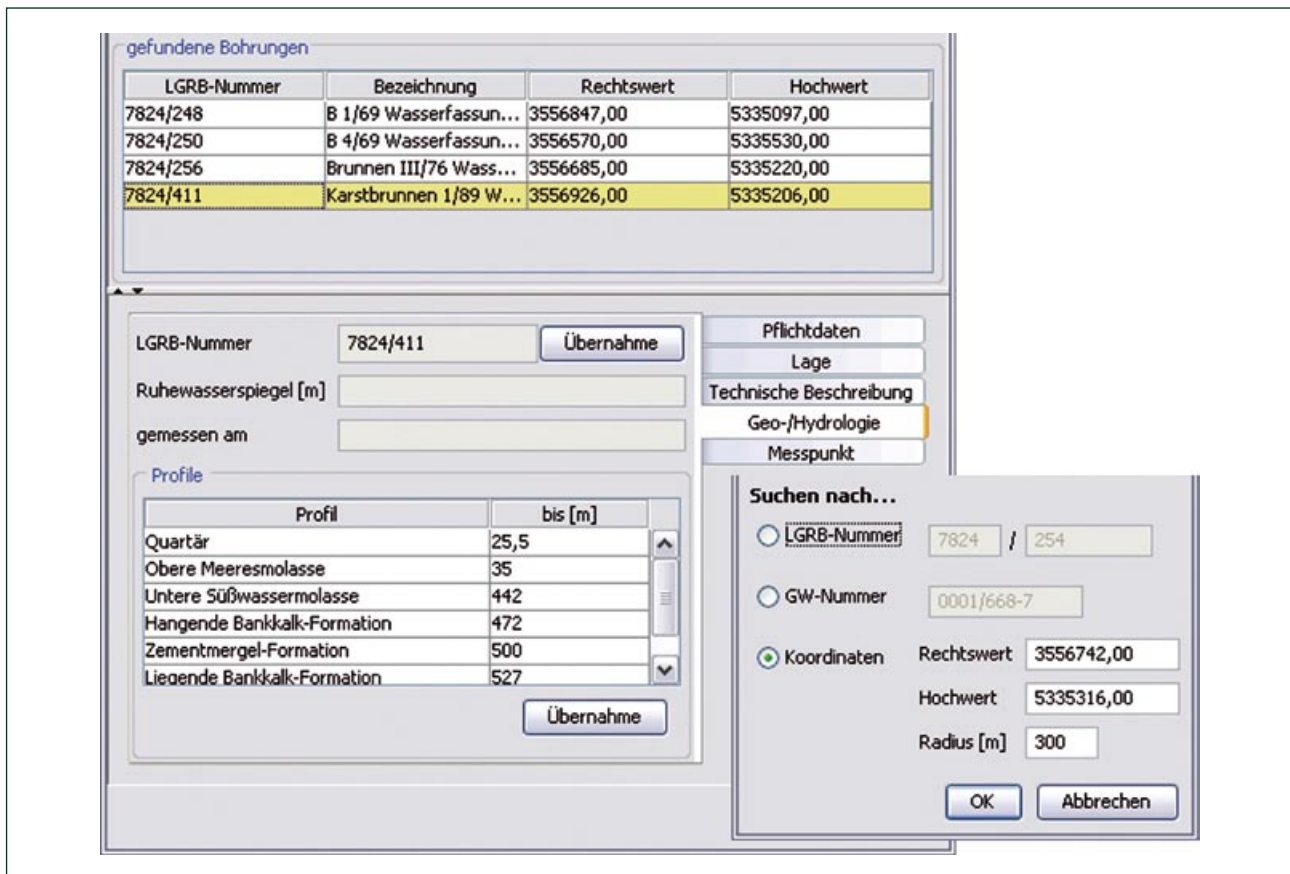 gefundene Bohrungen
LGRB-Nummer Bezeichnung Rechtswert Hochwert
7824/248 B 1/69 Wasserfassun... 3556847,00 5335097,00
7824/250 B 4/69 Wasserfassun... 3556570,00 5335530,00
7824/256 Brunnen III/76 Wass... 3556685,00 5335220,00
7824/411 Karstbrunnen 1/89 W... 3556926,00 5335206,00
LGRB-Nummer 7824/411 Übernahme
Ruhewasserspiegel [m]
gemessen am
Profile
Profil bis [m]
Quartär 25,5
Obere Meeresmolasse 35
Untere Süßwassermolasse 442
Hangende Bankkalk-Formation 472
Zementmergel-Formation 500
Liegende Bankkalk-Formation 527
Übernahme
Pflichtdaten
Lage
Technische Beschreibung
Geo-/Hydrologie
Messpunkt
Suchen nach...
LGRB-Nummer 7824 / 254
GW-Nummer 0001/668-7
Koordinaten Rechtswert 3556742,00
Hochwert 5335316,00
Radius [m] 300
OK Abbrechen